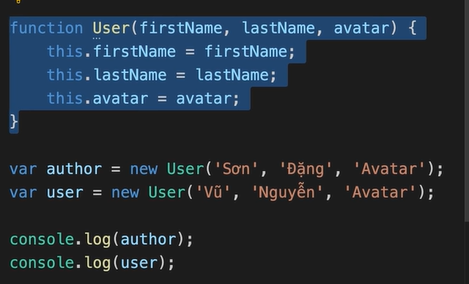 function User(firstName, lastName, avatar) {
    this.firstName = firstName;
    this.lastName = lastName;
    this.avatar = avatar;
}
var author = new User('Sơn', 'Đặng', 'Avatar');
var user = new User('Vũ', 'Nguyễn', 'Avatar');
console.log(author);
console.log(user);